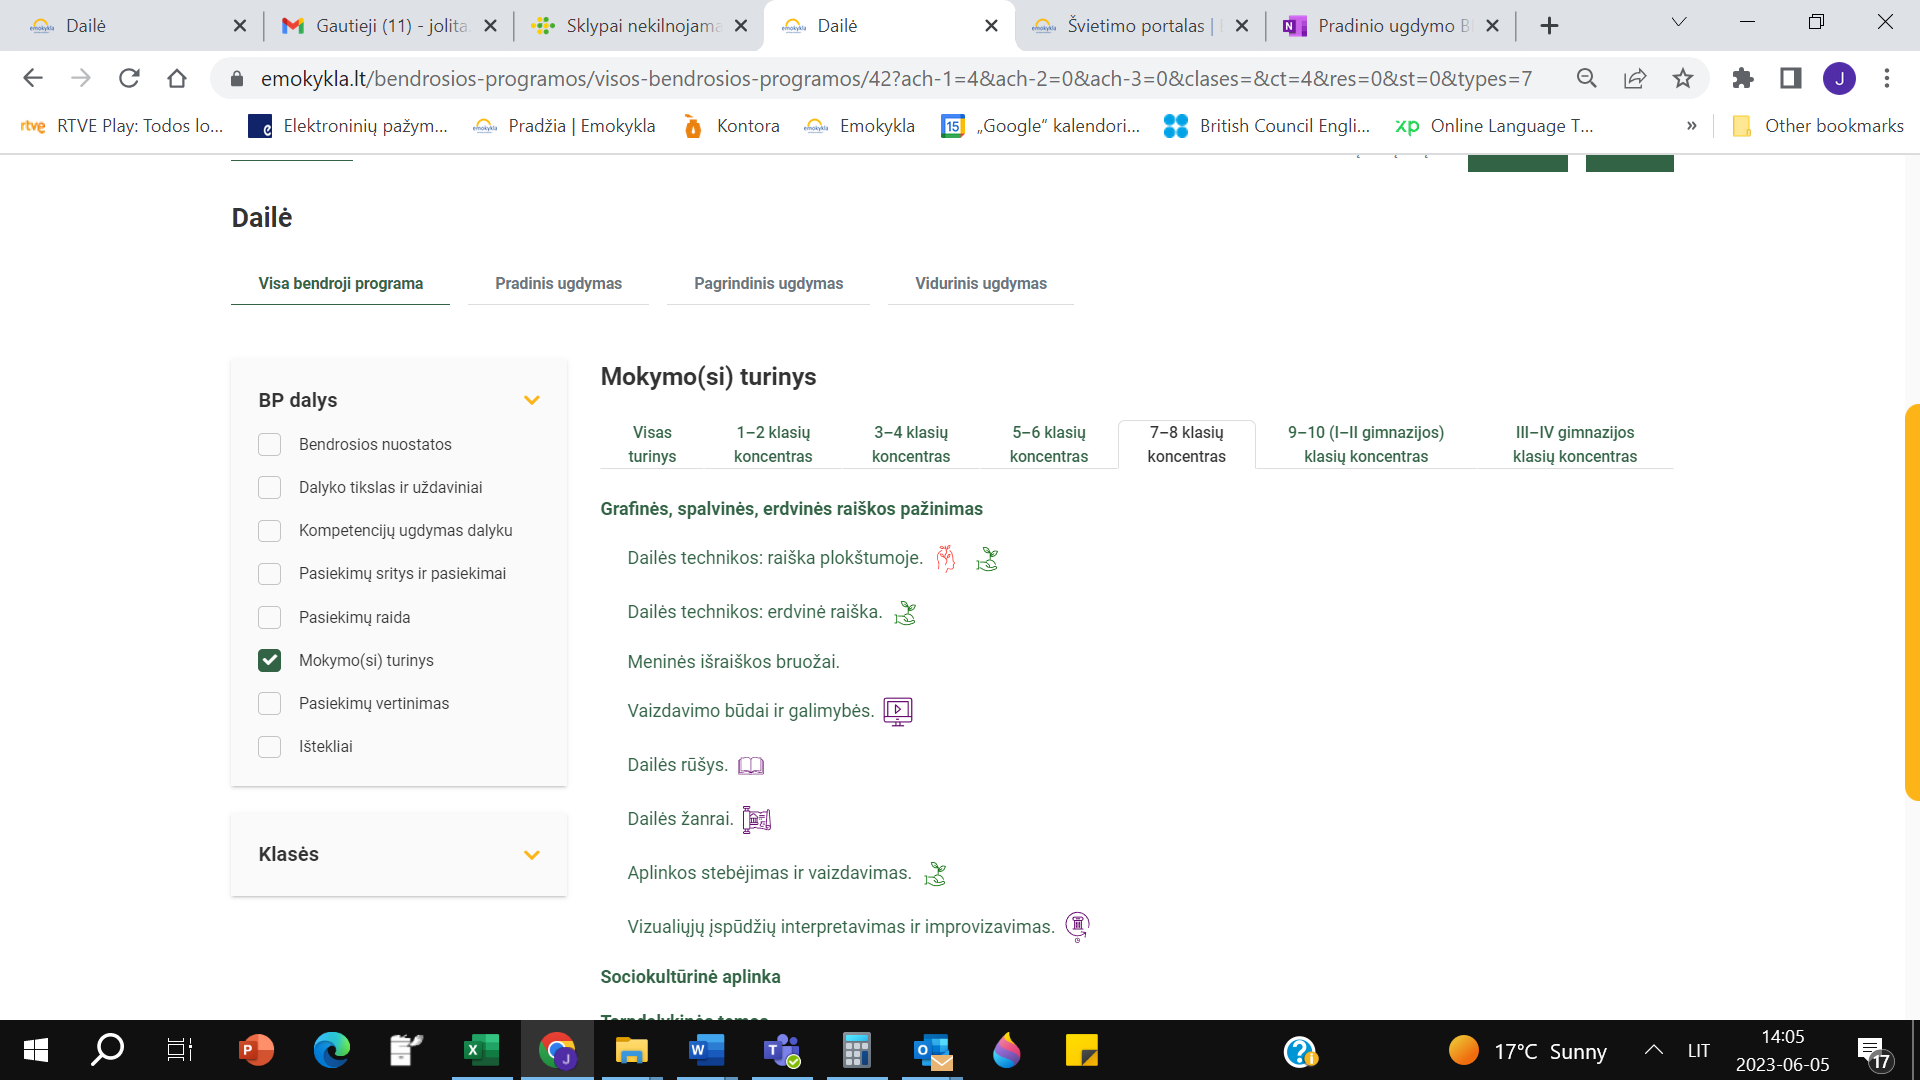 Dailė
Gautieji (11) - jolita
Sklypai nekilnojama
Dailė
Švietimo portalas |
Pradinio ugdymo B
emokykla.lt/bendrosios-programos/visos-bendrosios-programos/42?ach-1=4&ach-2=0&ach-3=0&clases=&ct=4&res=0&st=0&types=7
J
rtve RTVE Play: Todos lo...
Elektroninių pažym...
Pradžia | Emokykla
Kontora
Emokykla
15 „Google“ kalendori...
British Council Engli...
xp Online Language T...
»
Other bookmarks
Dailė
Visa bendroji programa
Pradinis ugdymas
Pagrindinis ugdymas
Vidurinis ugdymas
BP dalys
Bendrosios nuostatos
Dalyko tikslas ir uždaviniai
Kompetencijų ugdymas dalyku
Pasiekimų sritys ir pasiekimai
Pasiekimų raida
Mokymo(si) turinys
Pasiekimų vertinimas
Ištekliai
Klasės
Mokymo(si) turinys
Visas
turinys
1–2 klasių
koncentras
3–4 klasių
koncentras
5–6 klasių
koncentras
7–8 klasių
koncentras
9–10 (I–II gimnazijos)
klasių koncentras
III–IV gimnazijos
klasių koncentras
Grafinės, spalvinės, erdvinės raiškos pažinimas
Dailės technikos: raiška plokštumoje.
Dailės technikos: erdvinė raiška.
Meninės išraiškos bruožai.
Vaizdavimo būdai ir galimybės.
Dailės rūšys.
Dailės žanrai.
Aplinkos stebėjimas ir vaizdavimas.
Vizualiųjų įspūdžių interpretavimas ir improvizavimas.
Sociokultūrinė aplinka
Tarpdalykinės temos
17°C Sunny
LIT
14:05
2023-06-05
17